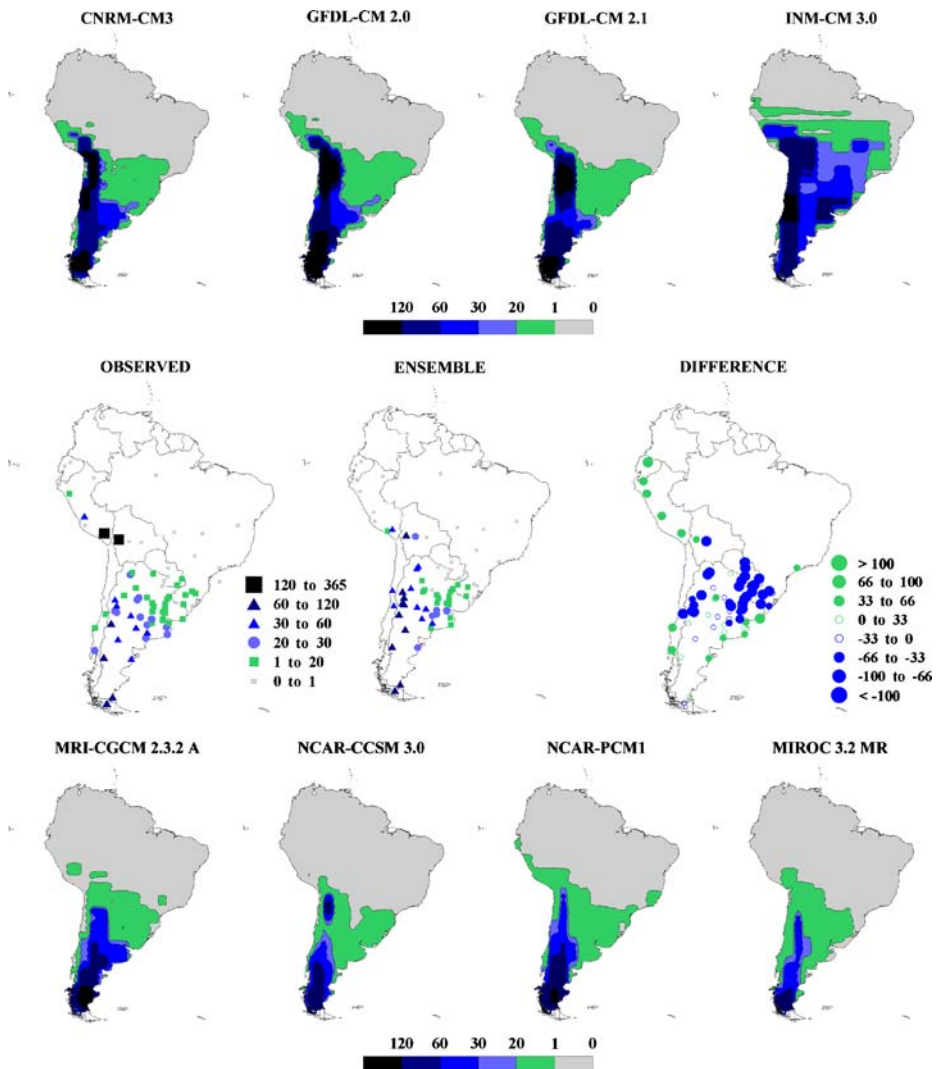 CNRM-CM3
GFDL-CM 2.0
GFDL-CM 2.1
INM-CM 3.0
120 60 30 20 1 0
OBSERVED
ENSEMBLE
DIFFERENCE
120 to 365
60 to 120
30 to 60
20 to 30
1 to 20
0 to 1
> 100
66 to 100
33 to 66
0 to 33
-33 to 0
-66 to -33
-100 to -66
< -100
MRI-CGCM 2.3.2 A
NCAR-CCSM 3.0
NCAR-PCM1
MIROC 3.2 MR
120 60 30 20 1 0